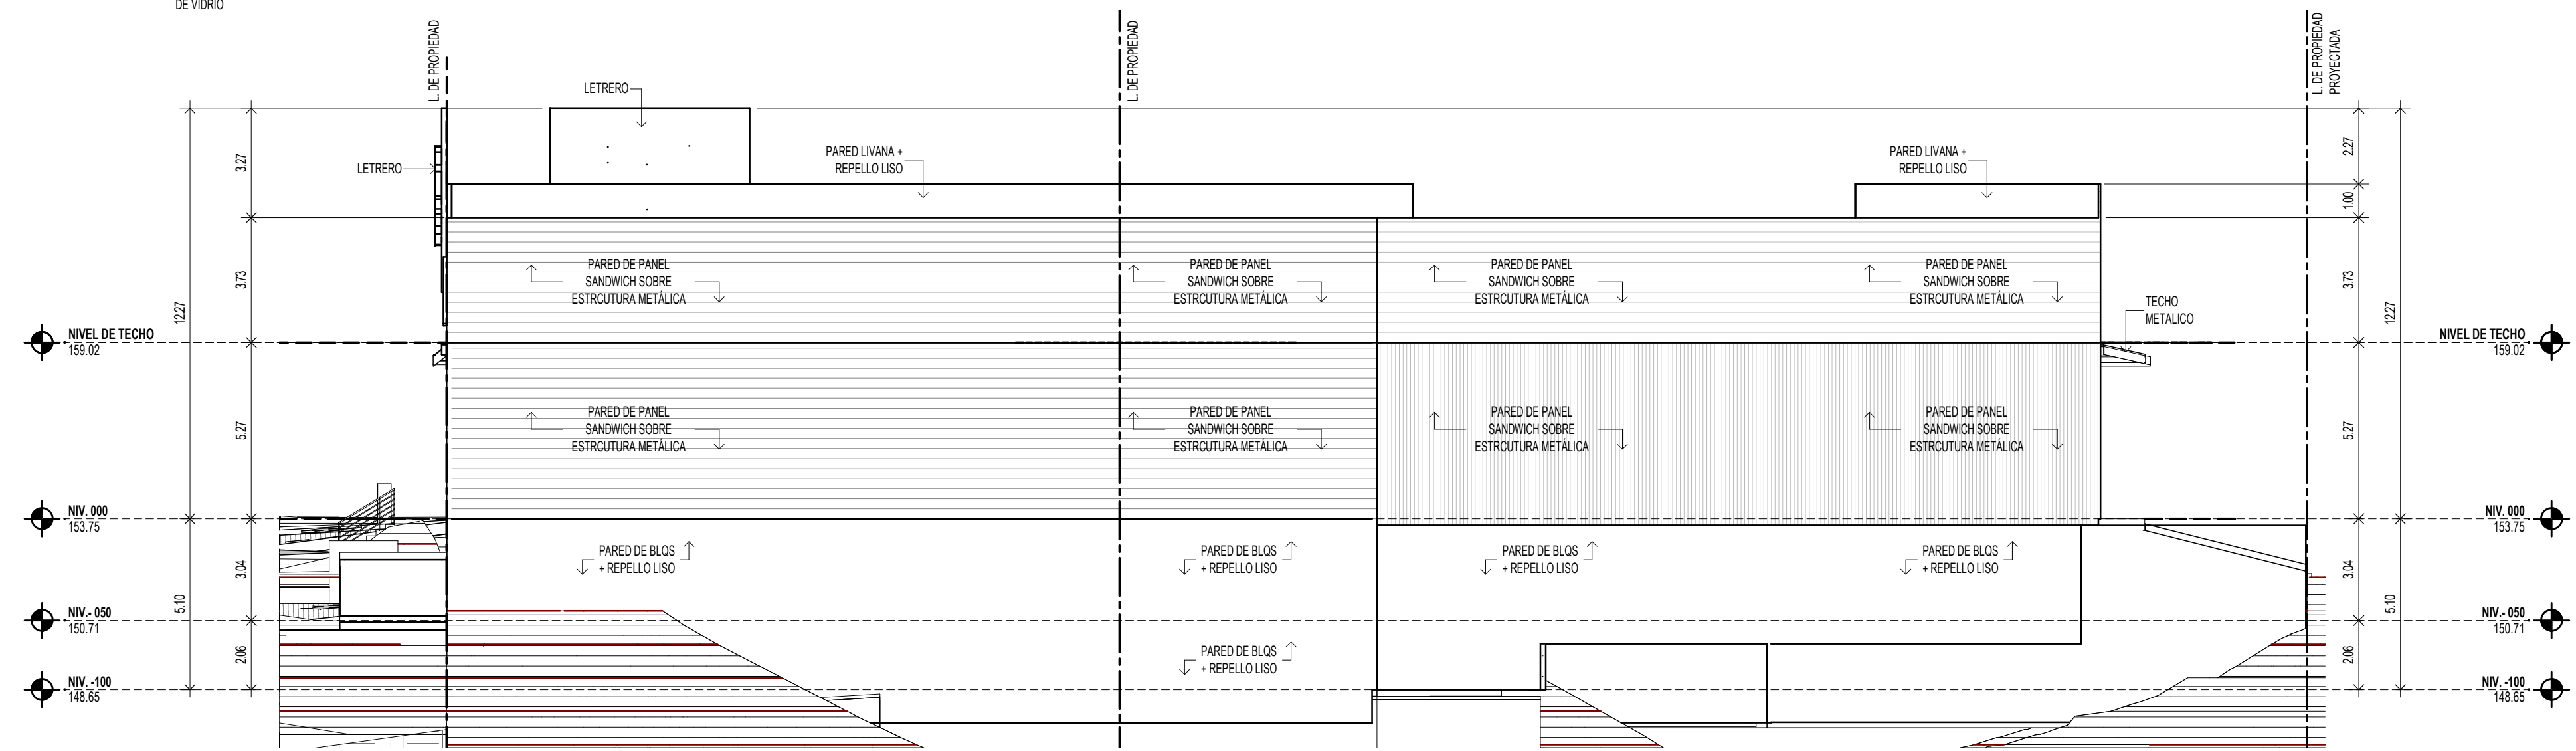 DE VIDRIO
L. DE PROPIEDAD
L. DE PROPIEDAD
L. DE PROPIEDAD
PROYECTADA
LETRERO
LETRERO
PARED LIVANA +
REPELLO LISO
PARED LIVANA +
REPELLO LISO
3.27
2.27
1.00
12.27
3.73
3.73
12.27
PARED DE PANEL
SANDWICH SOBRE
ESTRCUTURA METÁLICA
PARED DE PANEL
SANDWICH SOBRE
ESTRCUTURA METÁLICA
PARED DE PANEL
SANDWICH SOBRE
ESTRCUTURA METÁLICA
PARED DE PANEL
SANDWICH SOBRE
ESTRCUTURA METÁLICA
TECHO
METALICO
NIVEL DE TECHO
159.02
NIVEL DE TECHO
159.02
5.27
5.27
PARED DE PANEL
SANDWICH SOBRE
ESTRCUTURA METÁLICA
PARED DE PANEL
SANDWICH SOBRE
ESTRCUTURA METÁLICA
PARED DE PANEL
SANDWICH SOBRE
ESTRCUTURA METÁLICA
PARED DE PANEL
SANDWICH SOBRE
ESTRCUTURA METÁLICA
NIV. 000
153.75
NIV. 000
153.75
PARED DE BLQS
+ REPELLO LISO
PARED DE BLQS
+ REPELLO LISO
PARED DE BLQS
+ REPELLO LISO
PARED DE BLQS
+ REPELLO LISO
3.04
3.04
5.10
5.10
NIV.- 050
150.71
NIV.- 050
150.71
2.06
2.06
PARED DE BLQS
+ REPELLO LISO
NIV. -100
148.65
NIV. -100
148.65